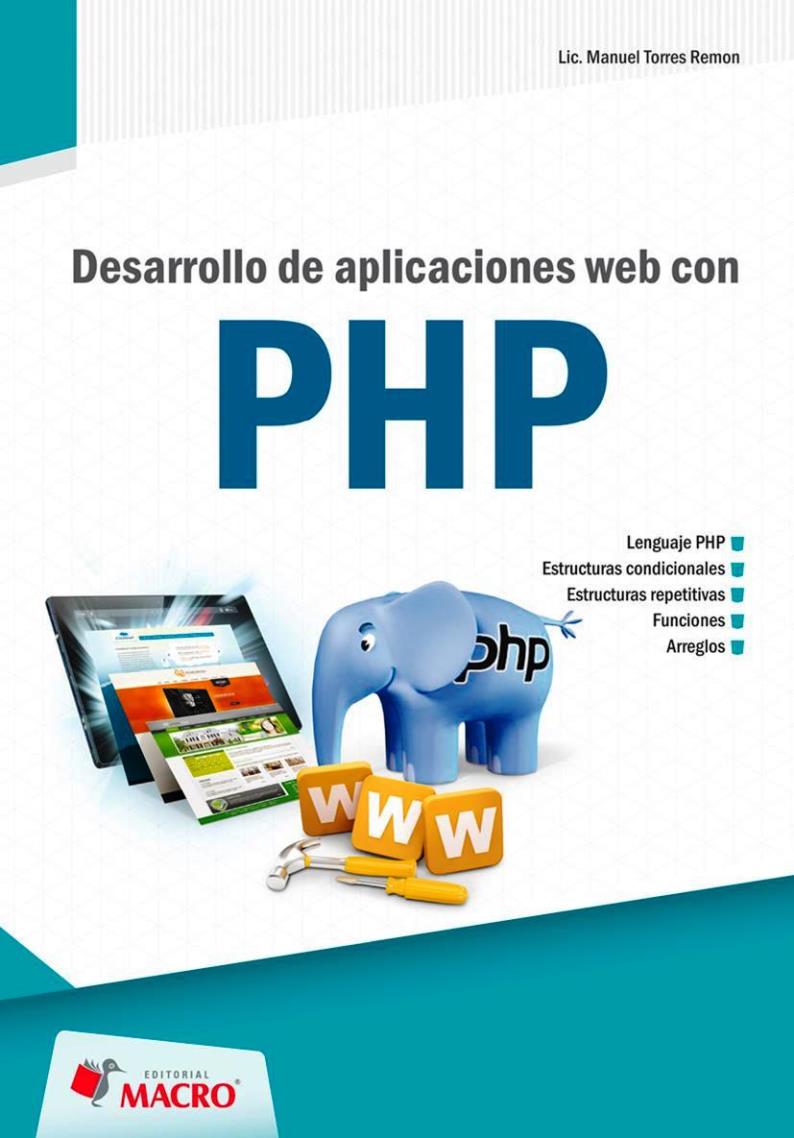 Lic. Manuel Torres Remon
Desarrollo de aplicaciones web con
PHP
Lenguaje PHP
Estructuras condicionales
Estructuras repetitivas
Funciones
Arreglos
php
W
W
W
EDITORIAL
MACRO®